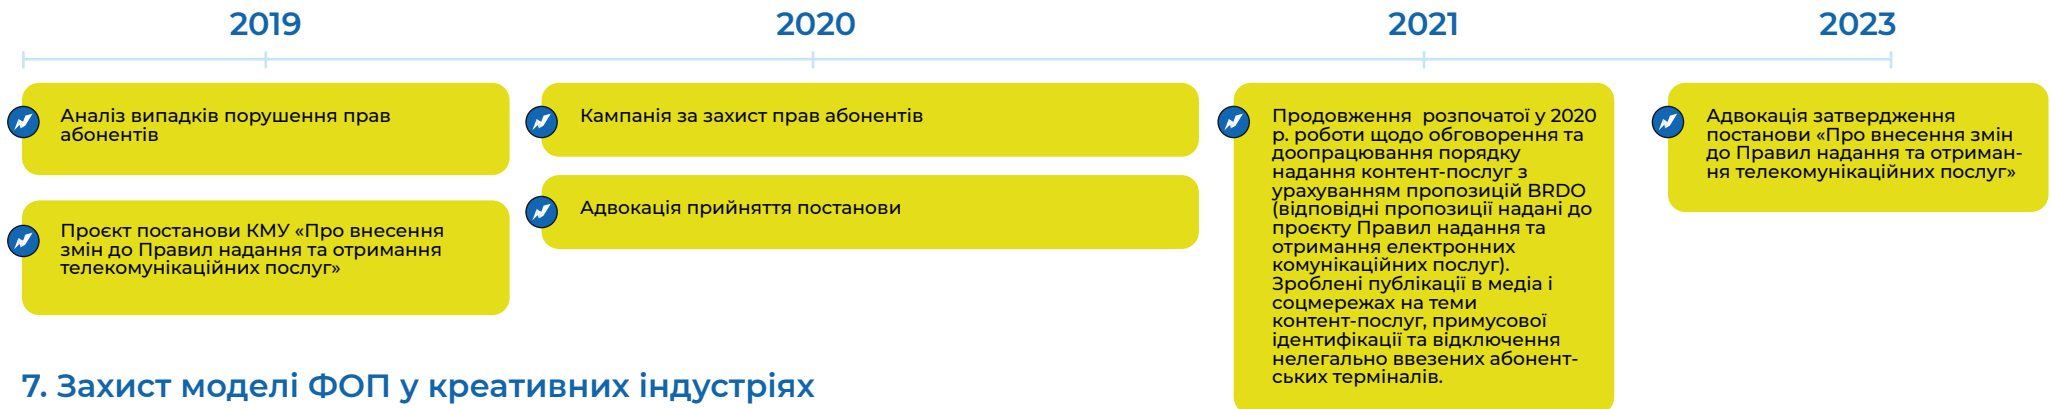 2019
2020
2021
2023
Аналіз випадків порушення прав
абонентів
Проєкт постанови КМУ «Про внесення
змін до Правил надання та отримання
телекомунікаційних послуг»
Кампанія за захист прав абонентів
Адвокація прийняття постанови
Продовження розпочатої у 2020
р. роботи щодо обговорення та
доопрацювання порядку
надання контент-послуг з
урахуванням пропозицій BRDO
(відповідні пропозиції надані до
проєкту Правил надання та
отримання електронних
комунікаційних послуг).
Зроблені публікації в медіа і
соцмережах на теми
контент-послуг, примусової
ідентифікації та відключення
нелегально ввезених абонент-
ських терміналів.
Адвокація затвердження
постанови «Про внесення змін
до Правил надання та отриман-
ня телекомунікаційних послуг»
7. Захист моделі ФОП у креативних індустріях